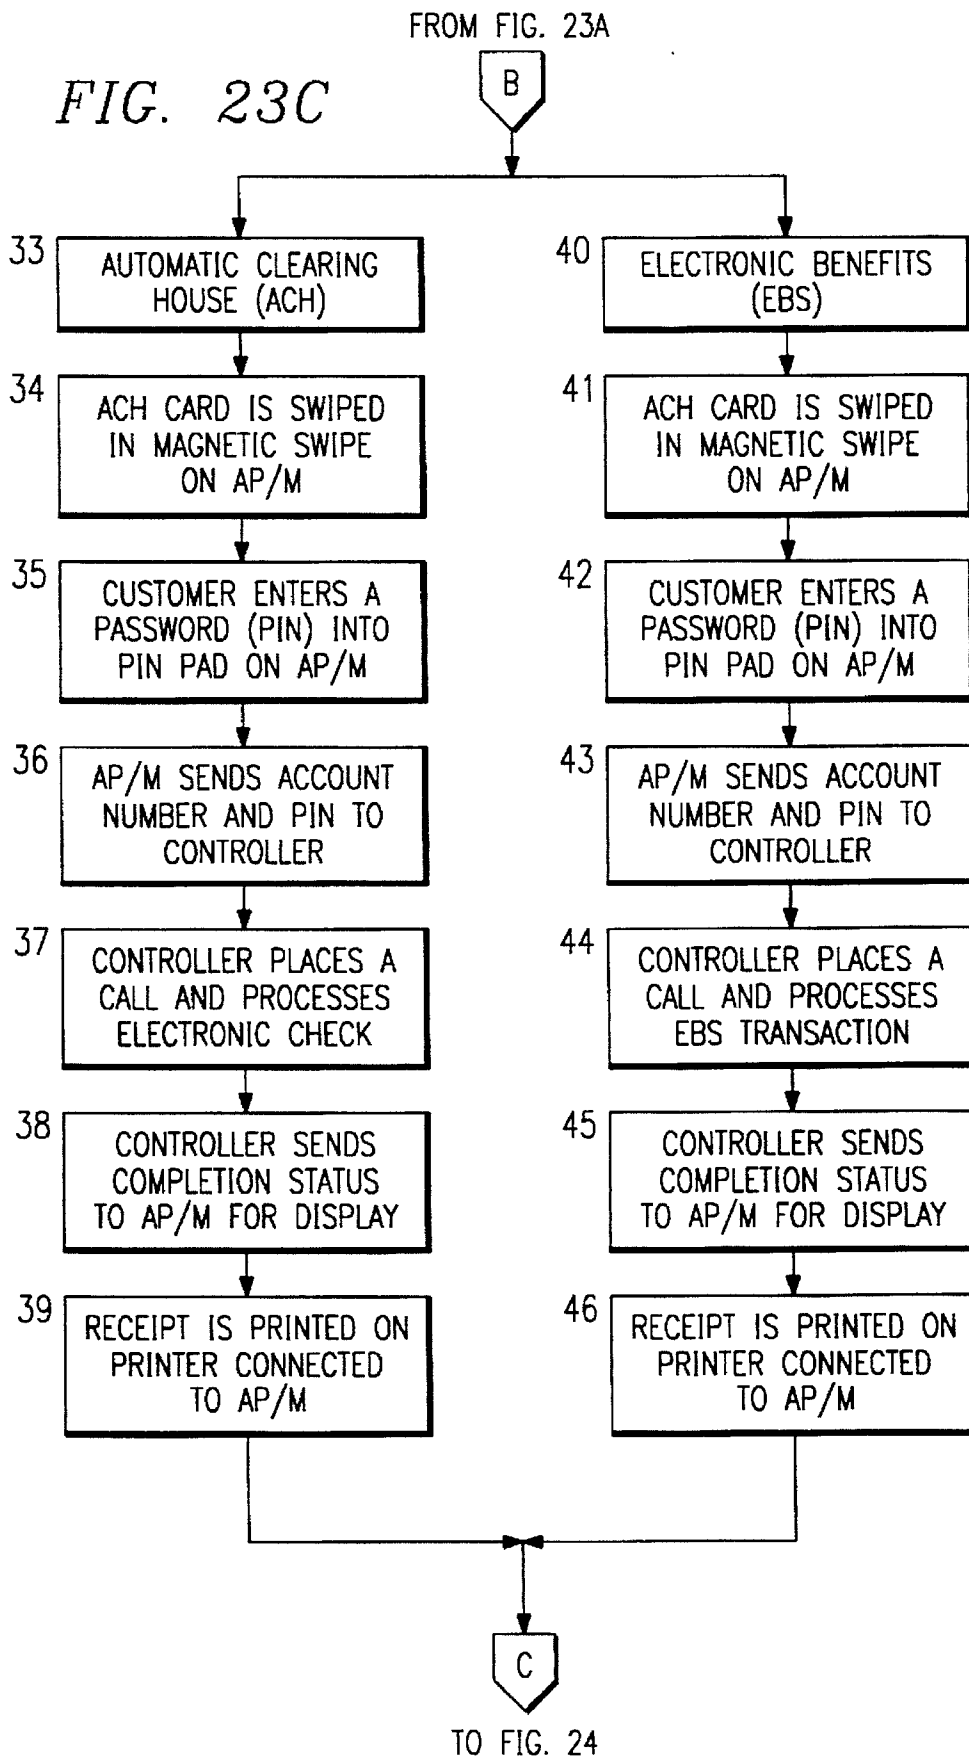 FROM FIG. 23A
B
FIG. 23C
33
AUTOMATIC CLEARING
HOUSE (ACH)
34
ACH CARD IS SWIPED
IN MAGNETIC SWIPE
ON AP/M
35
CUSTOMER ENTERS A
PASSWORD (PIN) INTO
PIN PAD ON AP/M
36
AP/M SENDS ACCOUNT
NUMBER AND PIN TO
CONTROLLER
37
CONTROLLER PLACES A
CALL AND PROCESSES
ELECTRONIC CHECK
38
CONTROLLER SENDS
COMPLETION STATUS
TO AP/M FOR DISPLAY
39
RECEIPT IS PRINTED ON
PRINTER CONNECTED
TO AP/M
40
ELECTRONIC BENEFITS
(EBS)
41
ACH CARD IS SWIPED
IN MAGNETIC SWIPE
ON AP/M
42
CUSTOMER ENTERS A
PASSWORD (PIN) INTO
PIN PAD ON AP/M
43
AP/M SENDS ACCOUNT
NUMBER AND PIN TO
CONTROLLER
44
CONTROLLER PLACES A
CALL AND PROCESSES
EBS TRANSACTION
45
CONTROLLER SENDS
COMPLETION STATUS
TO AP/M FOR DISPLAY
46
RECEIPT IS PRINTED ON
PRINTER CONNECTED
TO AP/M
C
TO FIG. 24